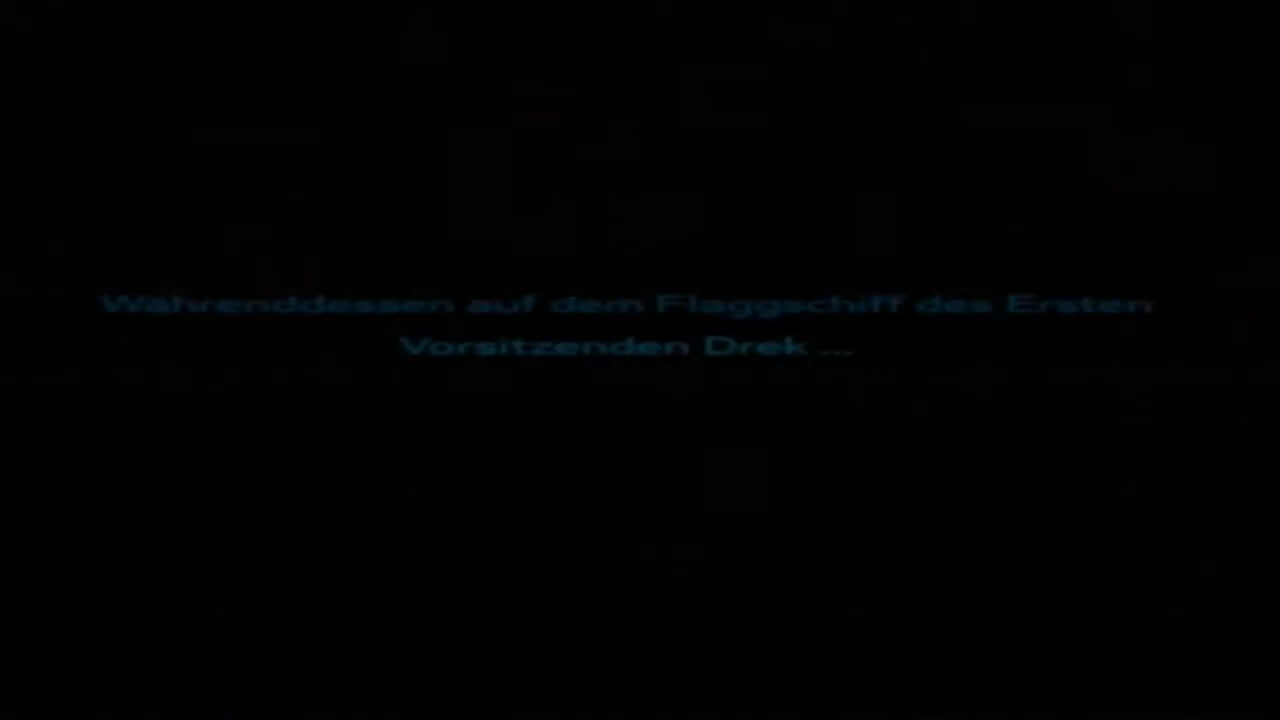 Währenddessen auf dem Flaggschiff des Ersten
Vorsitzenden Drek ...